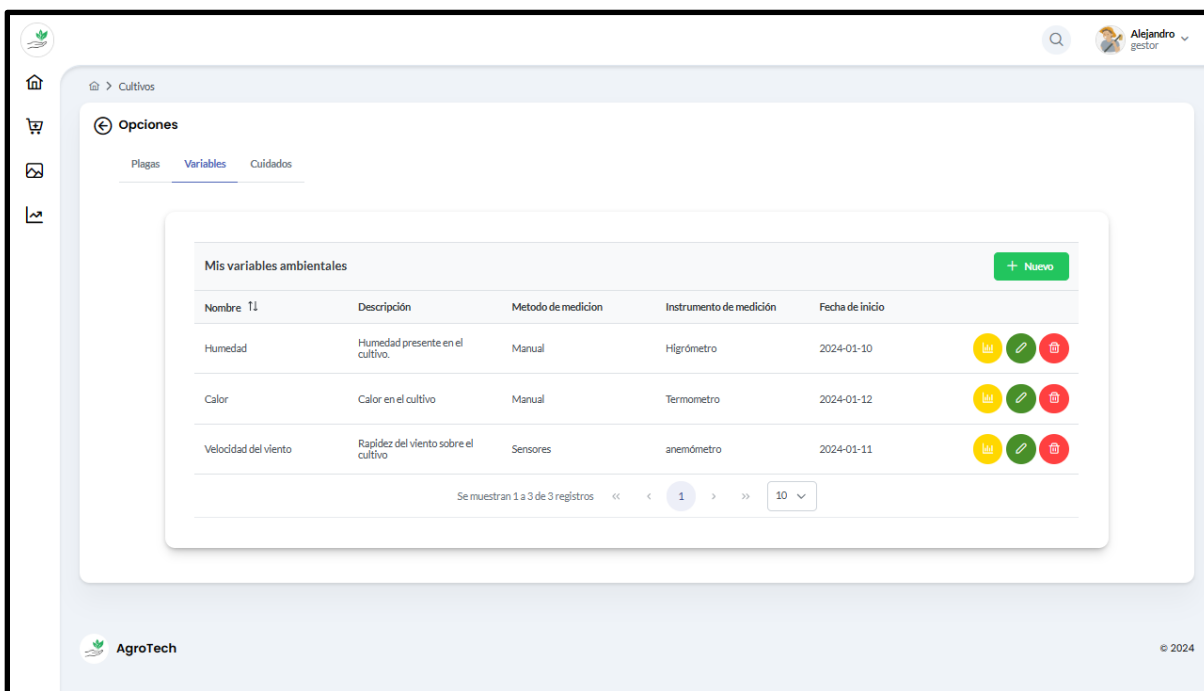 Alejandro
gestor
Cultivos
Opciones
Plagas Variables Cuidados
Mis variables ambientales + Nuevo
Nombre Descripción Metodo de medicion Instrumento de medición Fecha de inicio
Humedad Humedad presente en el cultivo. Manual Higrómetro 2024-01-10
Calor Calor en el cultivo Manual Termometro 2024-01-12
Velocidad del viento Rapidez del viento sobre el cultivo Sensores anemómetro 2024-01-11
Se muestran 1 a 3 de 3 registros « ‹ 1 › » 10
AgroTech © 2024